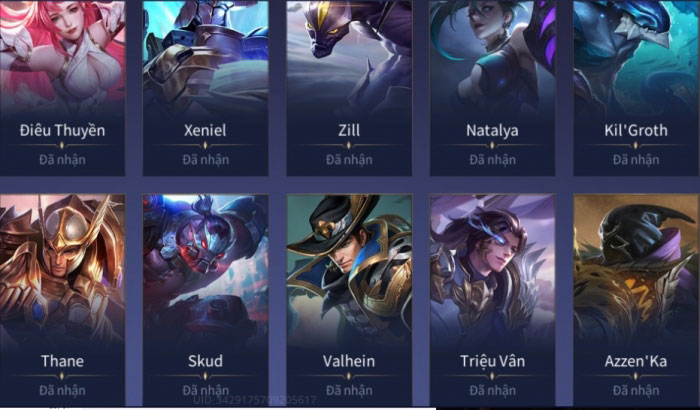 Điêu Thuyền Xeniel Zill Natalya Kil'Groth
Đã nhận Đã nhận Đã nhận Đã nhận Đã nhận
Thane Skud Valhein Triệu Vân Azzen'Ka
Đã nhận Đã nhận Đã nhận Đã nhận Đã nhận
UID: 3429175709205617